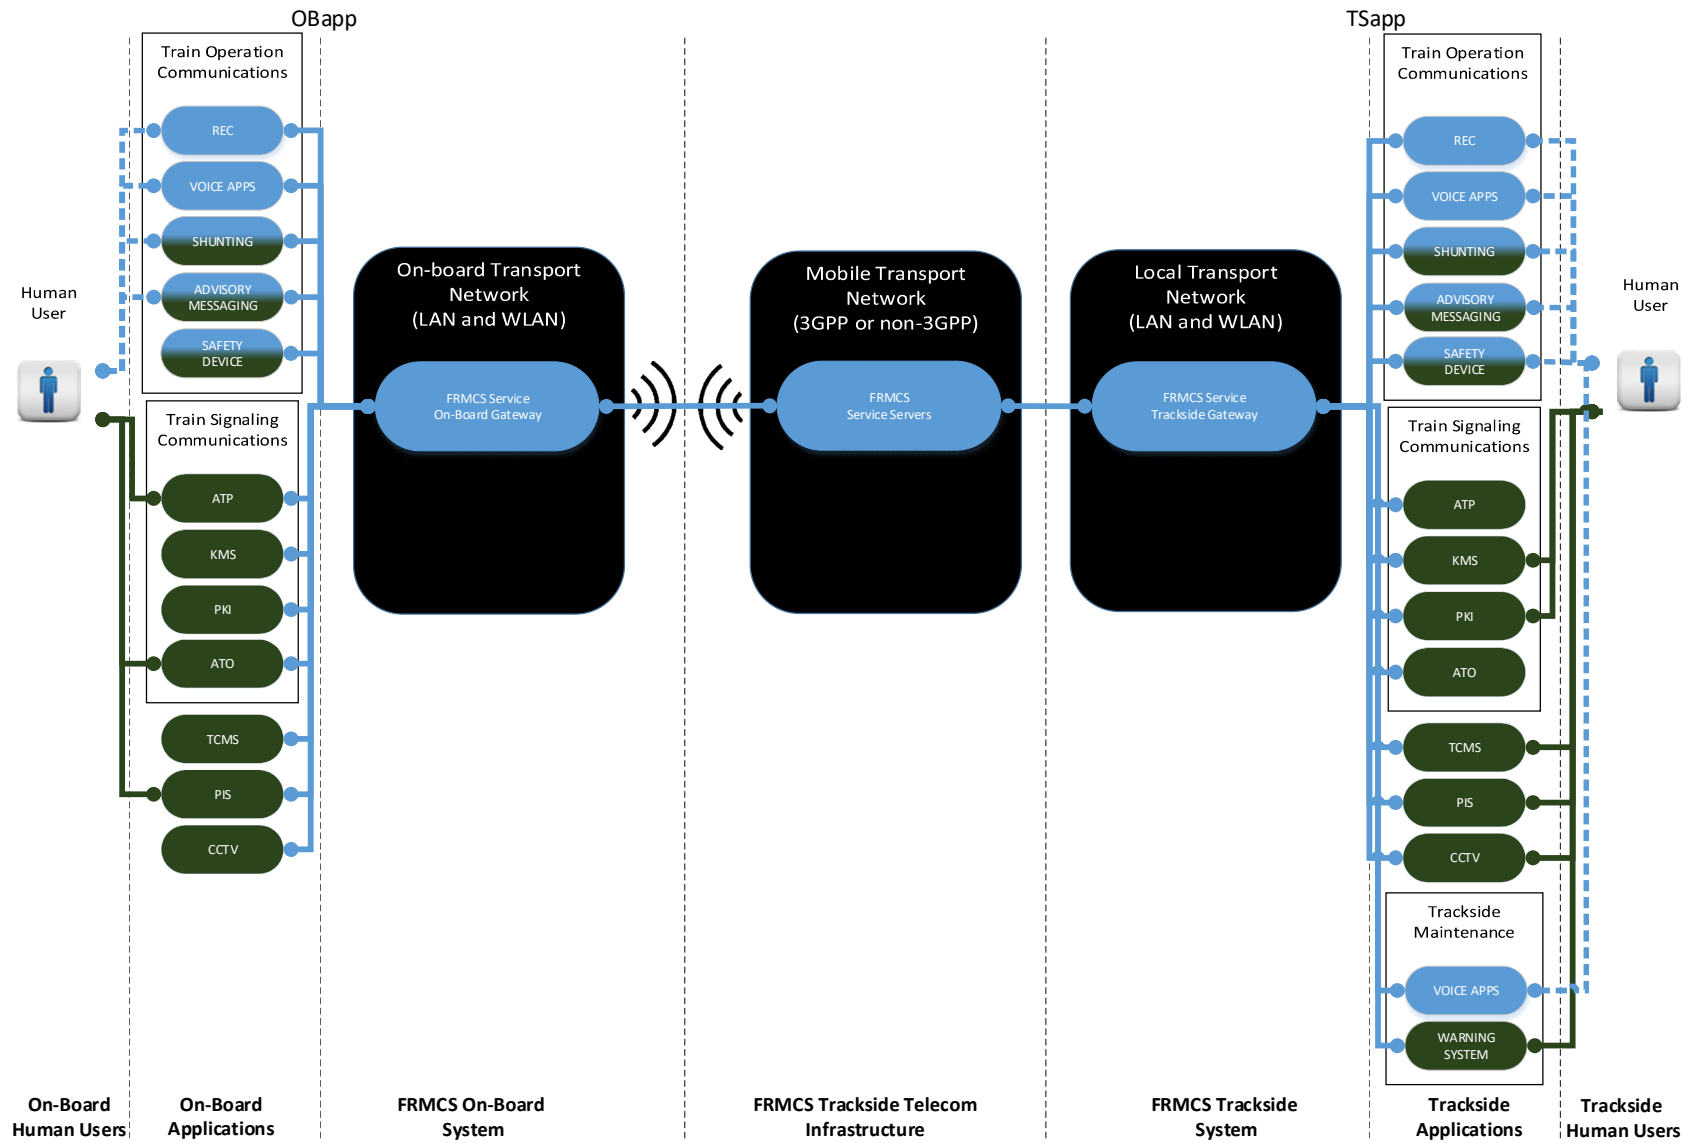 OBapp
TSapp
Human
User
Train Operation
Communications
REC
VOICE APPS
SHUNTING
ADVISORY
MESSAGING
SAFETY
DEVICE
Train Signaling
Communications
ATP
KMS
PKI
ATO
TCMS
PIS
CCTV
On-board Transport
Network
(LAN and WLAN)
FRMCS Service
On-Board Gateway
Mobile Transport
Network
(3GPP or non-3GPP)
FRMCS
Service Servers
Local Transport
Network
(LAN and WLAN)
FRMCS Service
Trackside Gateway
Train Operation
Communications
REC
VOICE APPS
SHUNTING
ADVISORY
MESSAGING
SAFETY
DEVICE
Train Signaling
Communications
ATP
KMS
PKI
ATO
TCMS
PIS
CCTV
Trackside
Maintenance
VOICE APPS
WARNING
SYSTEM
Human
User
On-Board
Human Users
On-Board
Applications
FRMCS On-Board
System
FRMCS Trackside Telecom
Infrastructure
FRMCS Trackside
System
Trackside
Applications
Trackside
Human Users